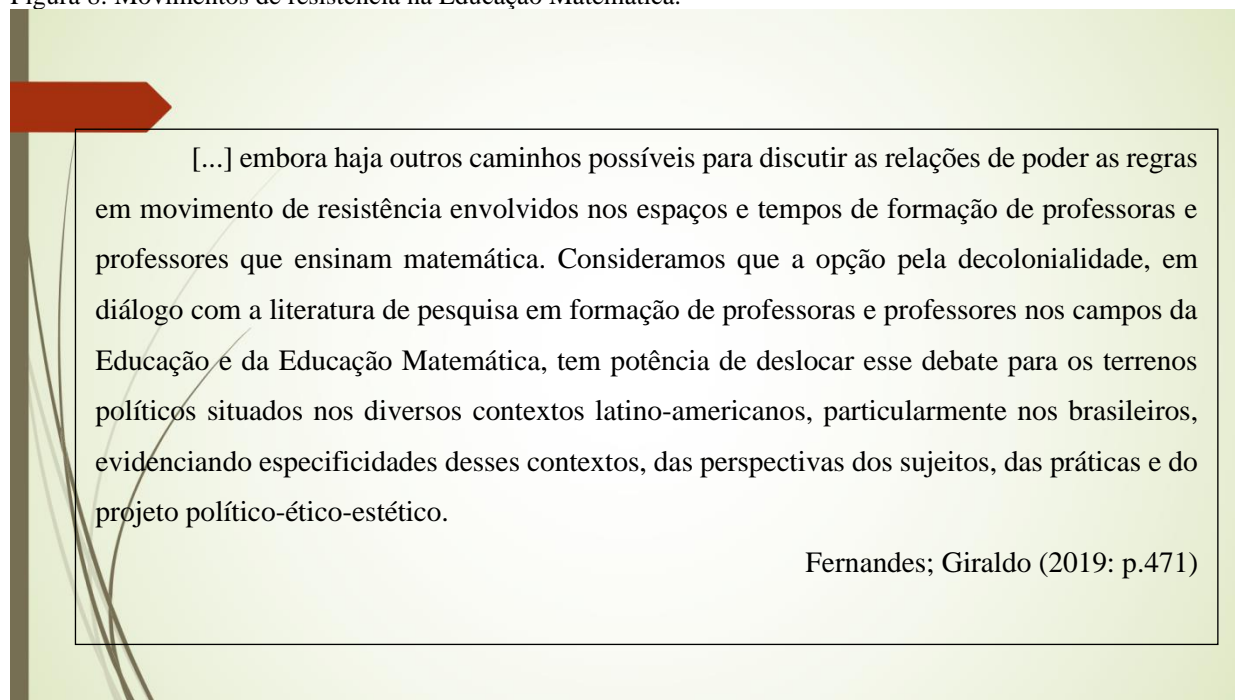 Figura 8: Movimentos de resistência na Educação Matemática.
[...] embora haja outros caminhos possíveis para discutir as relações de poder as regras
em movimento de resistência envolvidos nos espaços e tempos de formação de professoras e
professores que ensinam matemática. Consideramos que a opção pela decolonialidade, em
diálogo com a literatura de pesquisa em formação de professoras e professores nos campos da
Educação e da Educação Matemática, tem potência de deslocar esse debate para os terrenos
políticos situados nos diversos contextos latino-americanos, particularmente nos brasileiros,
evidenciando especificidades desses contextos, das perspectivas dos sujeitos, das práticas e do
projeto político-ético-estético.
Fernandes; Giraldo (2019: p.471)